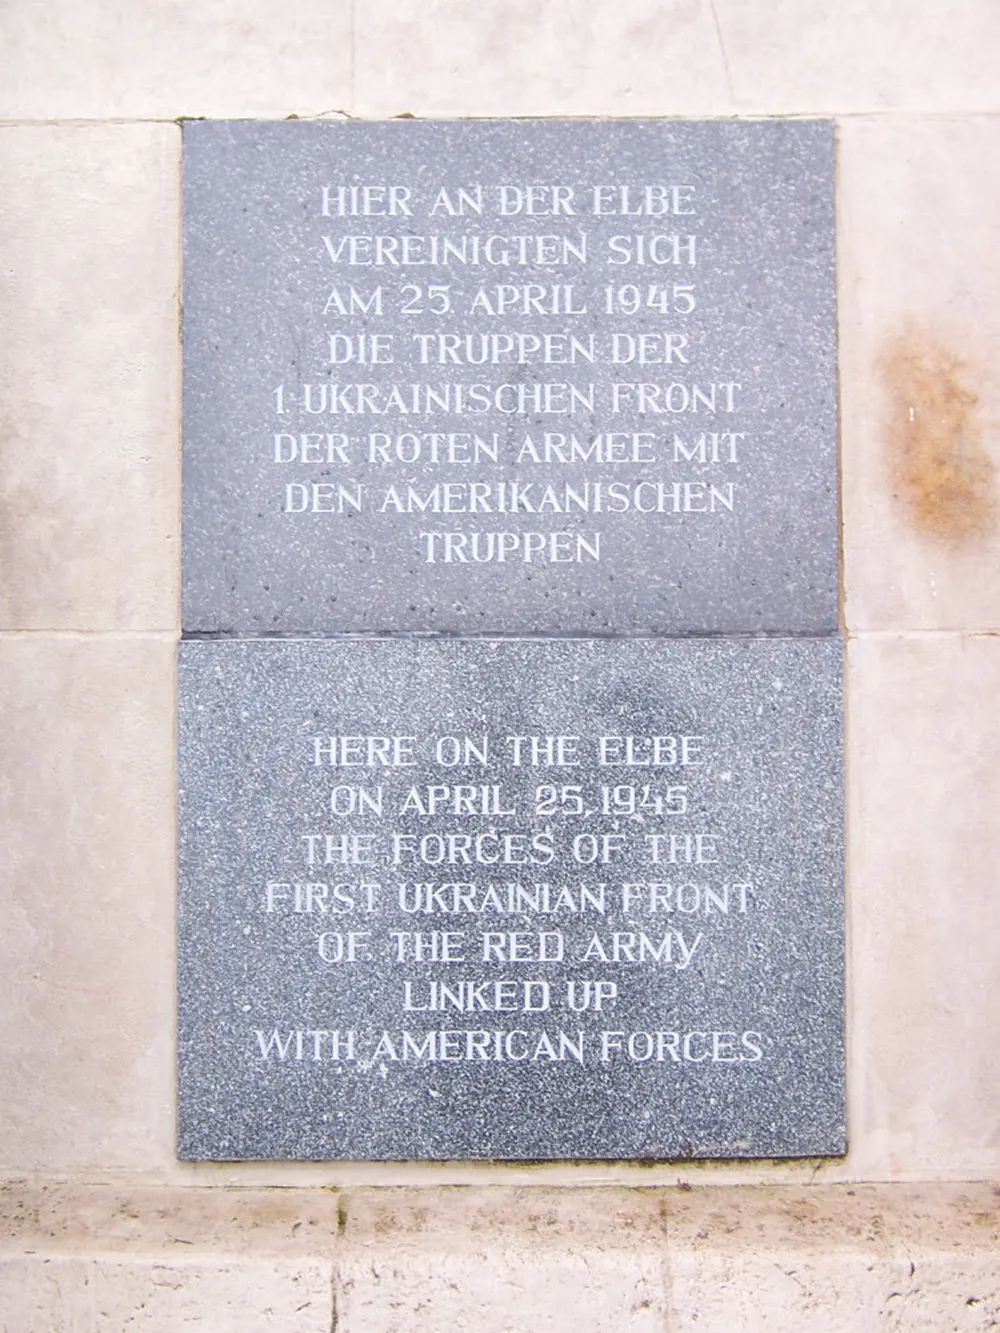 HIER AN DER ELBE
VEREINIGTEN SICH
AM 25. APRIL 1945
DIE TRUPPEN DER
1. UKRAINISCHEN FRONT
DER ROTEN ARMEE MIT
DEN AMERIKANISCHEN
TRUPPEN
HERE ON THE ELBE
ON APRIL 25, 1945
THE FORCES OF THE
FIRST UKRAINIAN FRONT
OF THE RED ARMY
LINKED UP
WITH AMERICAN FORCES